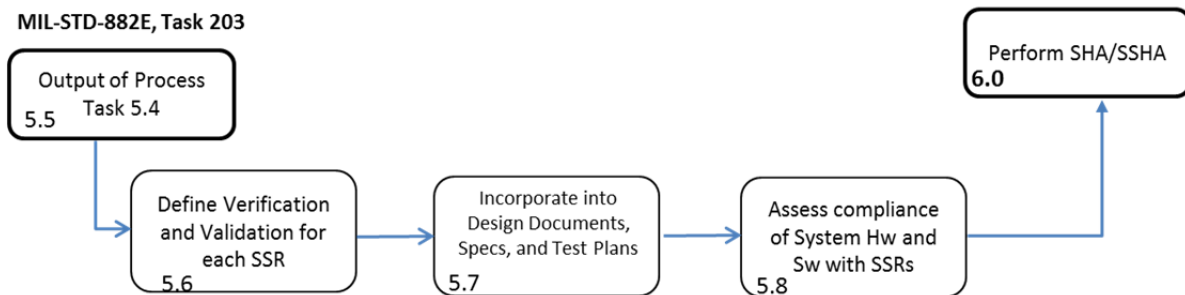 MIL-STD-882E, Task 203
Output of Process
Task 5.4
5.5
Define Verification
and Validation for
each SSR
5.6
Incorporate into
Design Documents,
Specs, and Test Plans
5.7
Assess compliance
of System Hw and
Sw with SSRs
5.8
Perform SHA/SSHA
6.0